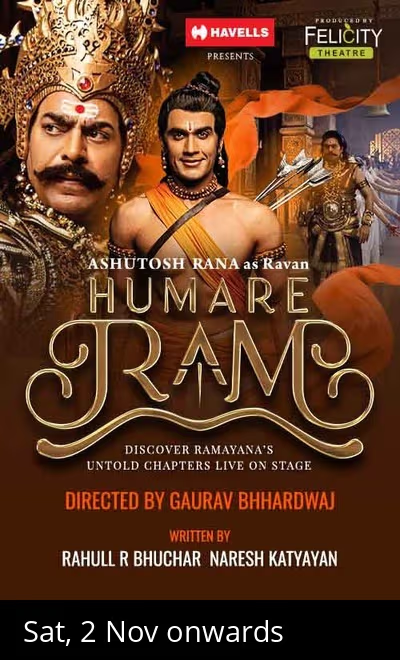 HAVELLS
PRESENTS
PRODUCED BY
FELICITY
THEATRE
ASHUTOSH RANA as Ravan
HUMARE
RAM
DISCOVER RAMAYANA'S
UNTOLD CHAPTERS LIVE ON STAGE
DIRECTED BY GAURAV BHHARDWAJ
WRITTEN BY
RAHULL R BHUCHAR NARESH KATYAYAN
Sat, 2 Nov onwards